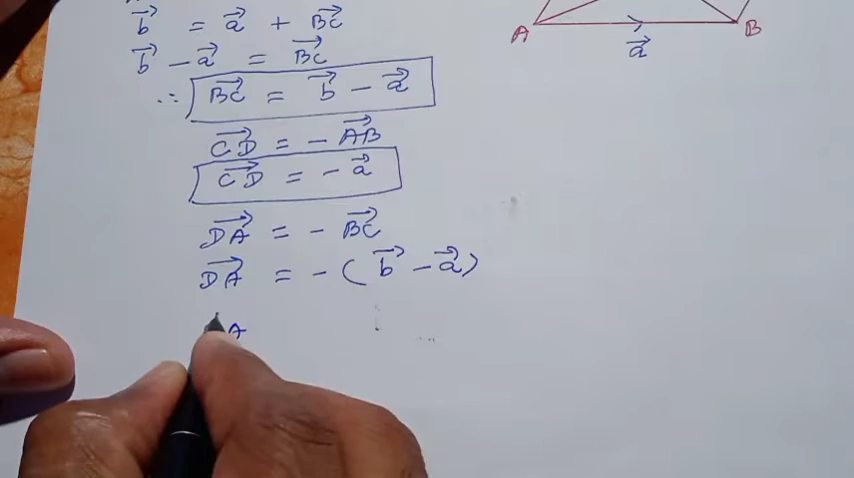 b⃗ = a⃗ + BC⃗
b⃗ - a⃗ = BC⃗
∴ BC⃗ = b⃗ - a⃗
CD⃗ = - AB⃗
CD⃗ = - a⃗
DA⃗ = - BC⃗
DA⃗ = - ( b⃗ - a⃗ )
A
A
B
a⃗